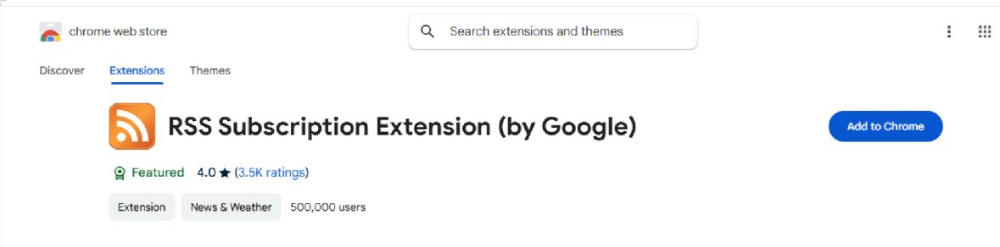 chrome web store
Search extensions and themes
Discover Extensions Themes
RSS Subscription Extension (by Google)
Add to Chrome
Featured 4.0 ★ (3.5K ratings)
Extension News & Weather 500,000 users